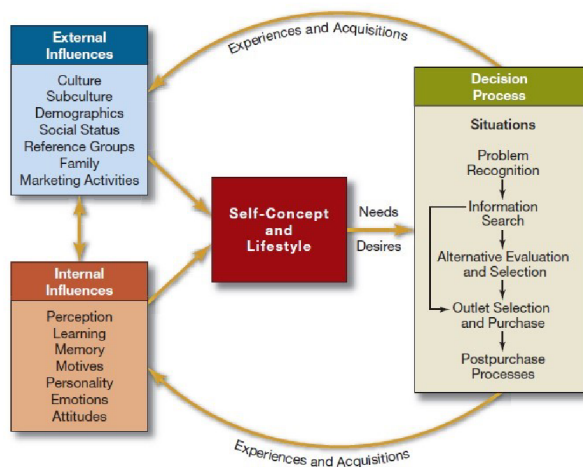 External
Influences
Culture
Subculture
Demographics
Social Status
Reference Groups
Family
Marketing Activities
Internal
Influences
Perception
Learning
Memory
Motives
Personality
Emotions
Attitudes
Experiences and Acquisitions
Self-Concept
and
Lifestyle
Needs
Desires
Experiences and Acquisitions
Decision
Process
Situations
Problem
Recognition
Information
Search
Alternative Evaluation
and Selection
Outlet Selection
and Purchase
Postpurchase
Processes